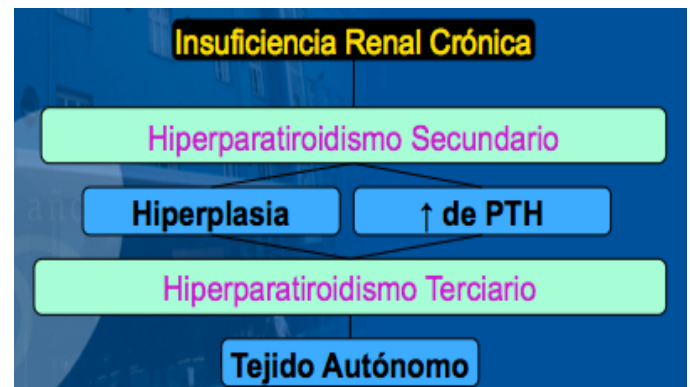 Insuficiencia Renal Crónica
Hiperparatiroidismo Secundario
Hiperplasia
↑ de PTH
Hiperparatiroidismo Terciario
Tejido Autónomo